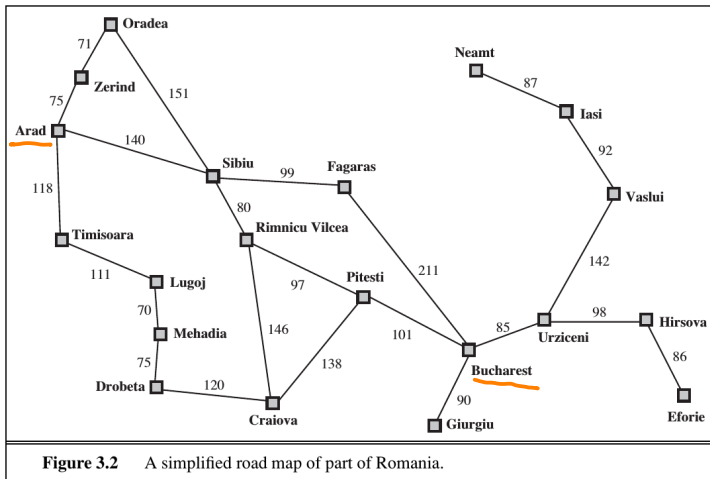 Oradea
71
Neamt
Zerind
87
151
75
Iasi
Arad
140
92
Sibiu
Fagaras
99
118
Vaslui
80
Timisoara
Rimnicu Vilcea
142
111
Pitesti
211
Lugoj
97
70
98
Hirsova
85
101
146
Urziceni
Mehadia
138
86
75
Bucharest
Drobeta
120
90
Eforie
Craiova
Giurgiu
Figure 3.2 A simplified road map of part of Romania.